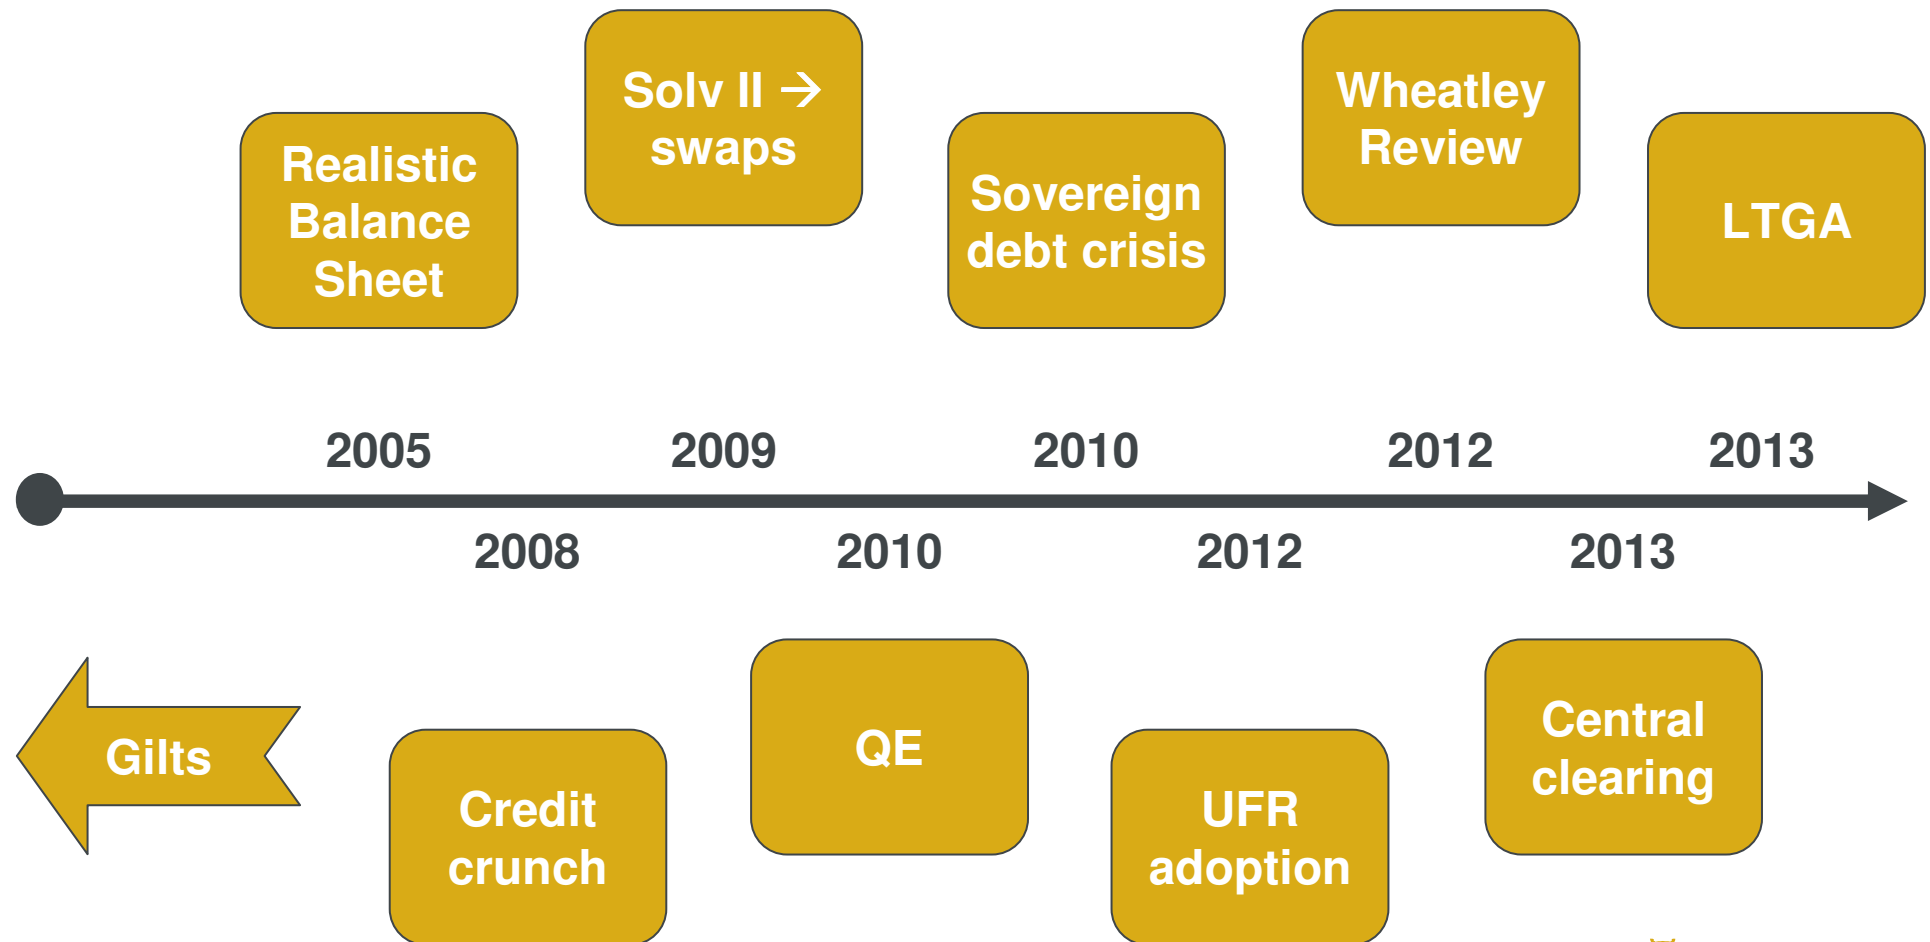 Solv II →
swaps
Wheatley
Review
Realistic
Balance
Sheet
Sovereign
debt crisis
LTGA
2005
2009
2010
2012
2013
2008
2010
2012
2013
Gilts
Credit
crunch
QE
UFR
adoption
Central
clearing